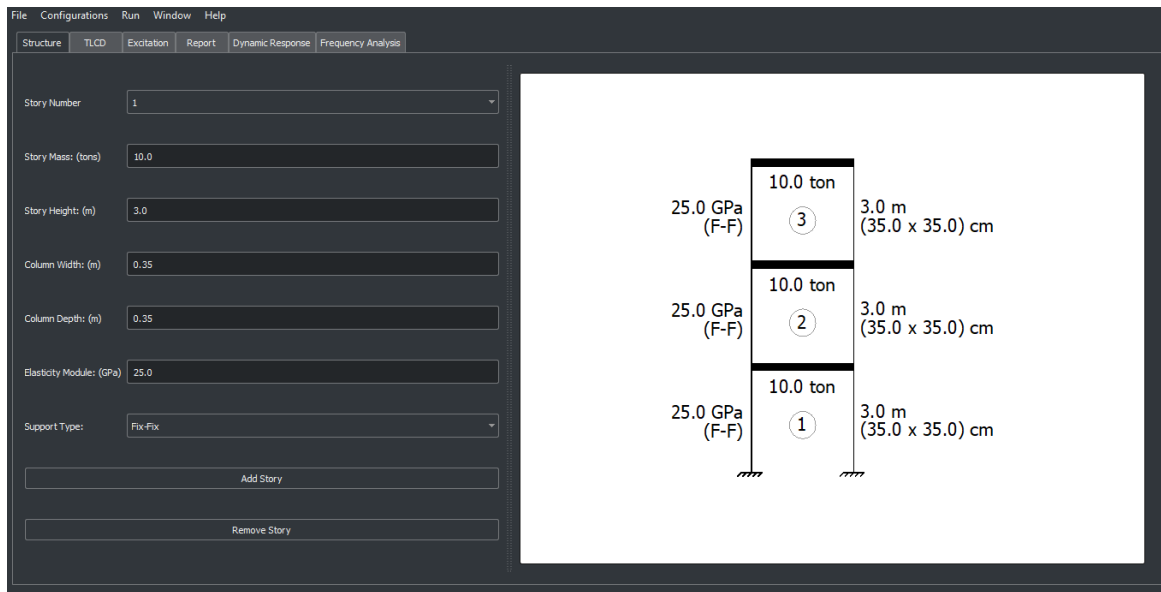 File Configurations Run Window Help
Structure TLCD Excitation Report Dynamic Response Frequency Analysis
Story Number 1
Story Mass: (tons) 10.0
Story Height: (m) 3.0
Column Width: (m) 0.35
Column Depth: (m) 0.35
Elasticity Module: (GPa) 25.0
Support Type: Fix-Fix
Add Story
Remove Story
10.0 ton
25.0 GPa
(F-F)
3
3.0 m
(35.0 x 35.0) cm
10.0 ton
25.0 GPa
(F-F)
2
3.0 m
(35.0 x 35.0) cm
10.0 ton
25.0 GPa
(F-F)
1
3.0 m
(35.0 x 35.0) cm